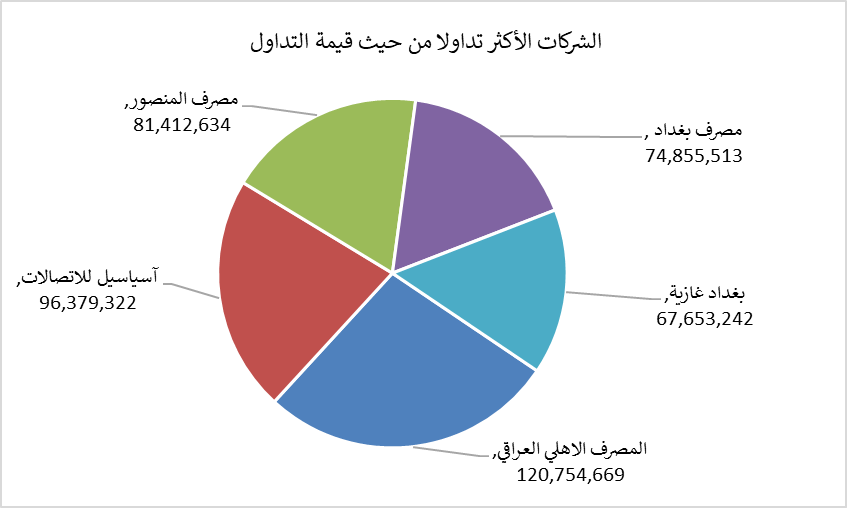 الشركات الأكثر تداولا من حيث قيمة التداول
مصرف بغداد ,
74,855,513
بغداد غازية,
67,653,242
المصرف الاهلي العراقي,
120,754,669
آسياسيل للاتصالات,
96,379,322
مصرف المنصور,
81,412,634